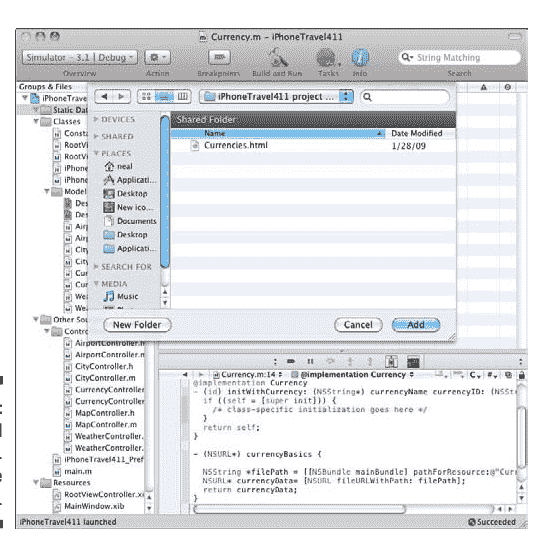 Currency.m – iPhoneTravel411
Simulator - 3.1 | Debug
Overview
Action
Breakpoints
Build and Run
Tasks
Info
String Matching
Search
Groups & Files
iPhoneTrave
Static Dat
Classes
Consta
RootVi
RootVi
iPhone
iPhone
Model
Des
Des
Airp
Airp
City
City
Cur
Cur
Wea
Wea
Other Sou
Contro
AirportController.h
AirportController.m
CityController.h
CityController.m
CurrencyController
CurrencyController
MapController.h
MapController.m
WeatherController.
WeatherController.
iPhoneTravel411_Pref
main.m
Resources
RootViewController.xi
MainWindow.xib
iPhoneTravel411 project ...
DEVICES
SHARED
PLACES
neal
Applicati...
Desktop
New ico...
Documents
Desktop
Applicati...
SEARCH FOR
MEDIA
Music
Shared Folder
Name
Date Modified
Currencies.html
1/28/09
New Folder
Cancel
Add
Currency.m:14
@implementation Currency
@implementation Currency
- (id) initWithCurrency: (NSString*) currencyName currencyID: (NSSt
if ((self = [super init])) {
/* class-specific initialization goes here */
}
return self;
}
- (NSURL*) currencyBasics {
NSString *filePath = [[NSBundle mainBundle] pathForResource:@"Curr
NSURL* currencyData= [NSURL fileURLWithPath: filePath];
return currencyData;
}
iPhoneTravel411 launched
Succeeded